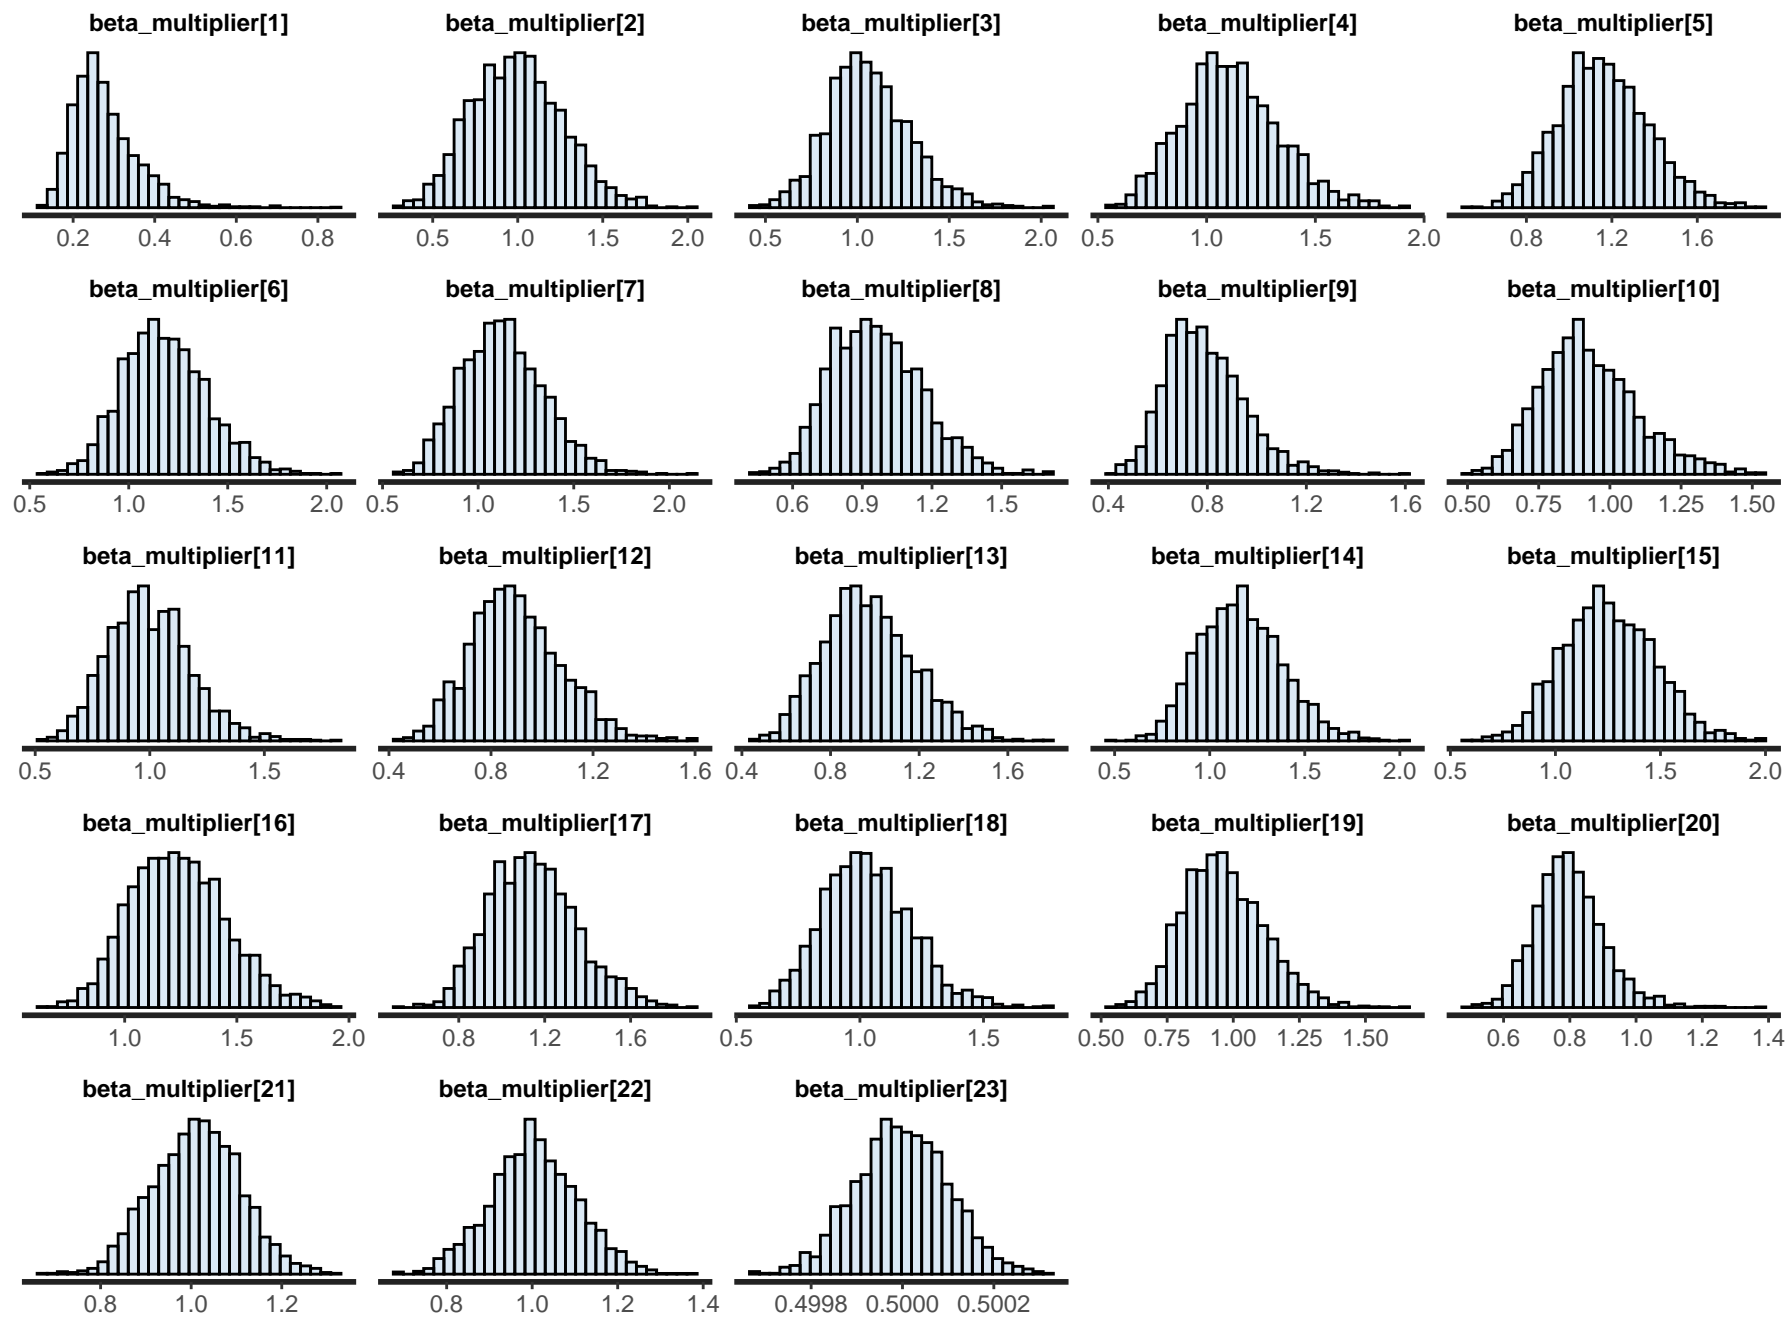 beta_multiplier[1] beta_multiplier[2] beta_multiplier[3] beta_multiplier[4] beta_multiplier[5]
0.2 0.4 0.6 0.8 0.5 1.0 1.5 2.0 0.5 1.0 1.5 2.0 0.5 1.0 1.5 2.0 0.8 1.2 1.6
beta_multiplier[6] beta_multiplier[7] beta_multiplier[8] beta_multiplier[9] beta_multiplier[10]
0.5 1.0 1.5 2.0 0.5 1.0 1.5 2.0 0.6 0.9 1.2 1.5 0.4 0.8 1.2 1.6 0.50 0.75 1.00 1.25 1.50
beta_multiplier[11] beta_multiplier[12] beta_multiplier[13] beta_multiplier[14] beta_multiplier[15]
0.5 1.0 1.5 0.4 0.8 1.2 1.6 0.4 0.8 1.2 1.6 0.5 1.0 1.5 2.0 0.5 1.0 1.5 2.0
beta_multiplier[16] beta_multiplier[17] beta_multiplier[18] beta_multiplier[19] beta_multiplier[20]
1.0 1.5 2.0 0.8 1.2 1.6 0.5 1.0 1.5 0.50 0.75 1.00 1.25 1.50 0.6 0.8 1.0 1.2 1.4
beta_multiplier[21] beta_multiplier[22] beta_multiplier[23]
0.8 1.0 1.2 0.8 1.0 1.2 1.4 0.4998 0.5000 0.5002